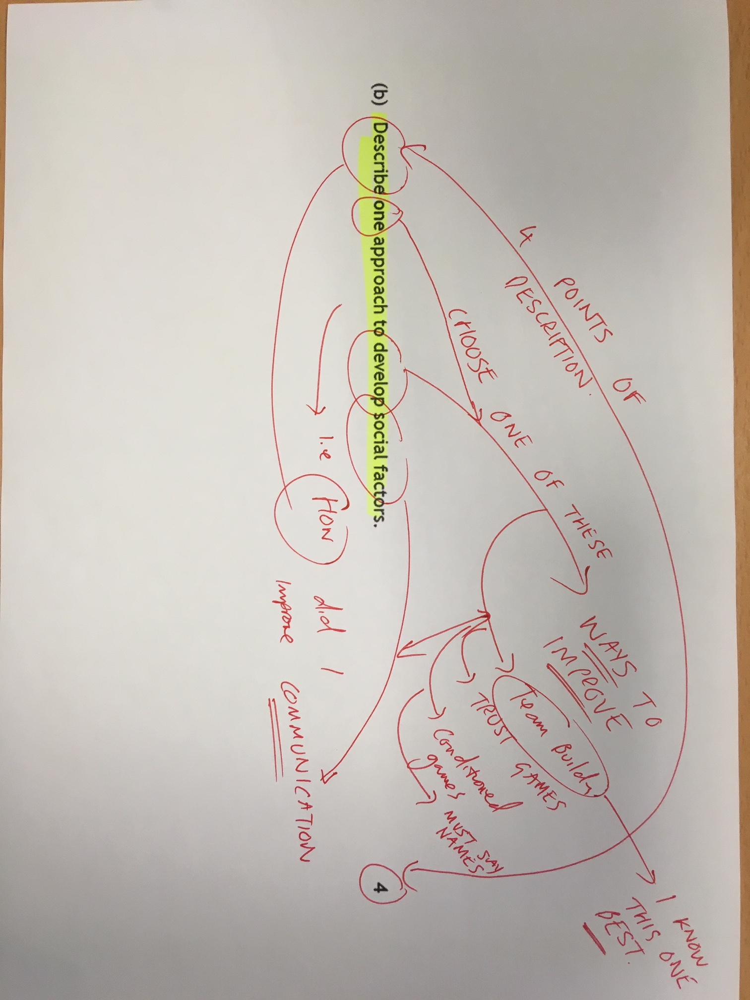 4 POINTS OF
DESCRIPTION.
CHOOSE ONE OF THESE
WAYS TO
IMPROVE
I KNOW
THIS ONE
BEST.
Team Buildg
TRUST GAMES
Conditioned
games
MUST SAY
NAMES
(b) Describe one approach to develop social factors. 4
I.e How did I
Improve COMMUNICATION